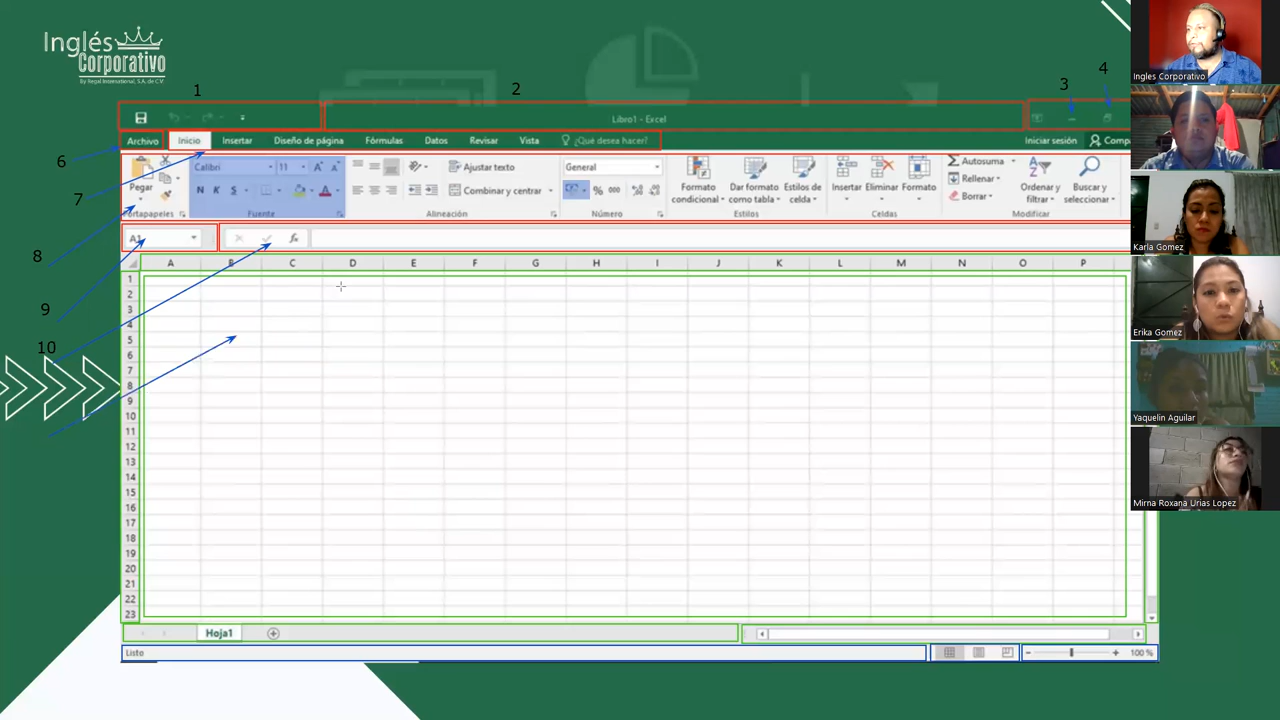 Inglés
Corporativo
By Regal International, S.A. de C.V.
1
2
3
4
Libro1 - Excel
6
Archivo
Inicio
Insertar
Diseño de página
Fórmulas
Datos
Revisar
Vista
¿Qué desea hacer?
Iniciar sesión
Compa
7
Pegar
Portapapeles
Calibri
11
N K S
Fuente
Ajustar texto
Combinar y centrar
Alineación
General
% 000
Número
Formato condicional
Dar formato como tabla
Estilos de celda
Estilos
Insertar
Eliminar
Formato
Celdas
Autosuma
Rellenar
Borrar
Ordenar y filtrar
Buscar y seleccionar
Modificar
8
A1
fx
9
10
A B C D E F G H I J K L M N O P
1
2
3
4
5
6
7
8
9
10
11
12
13
14
15
16
17
18
19
20
21
22
23
Hoja1
Listo
100 %
Ingles Corporativo
Karla Gomez
Erika Gomez
Yaquelin Aguilar
Mirna Roxana Urias Lopez